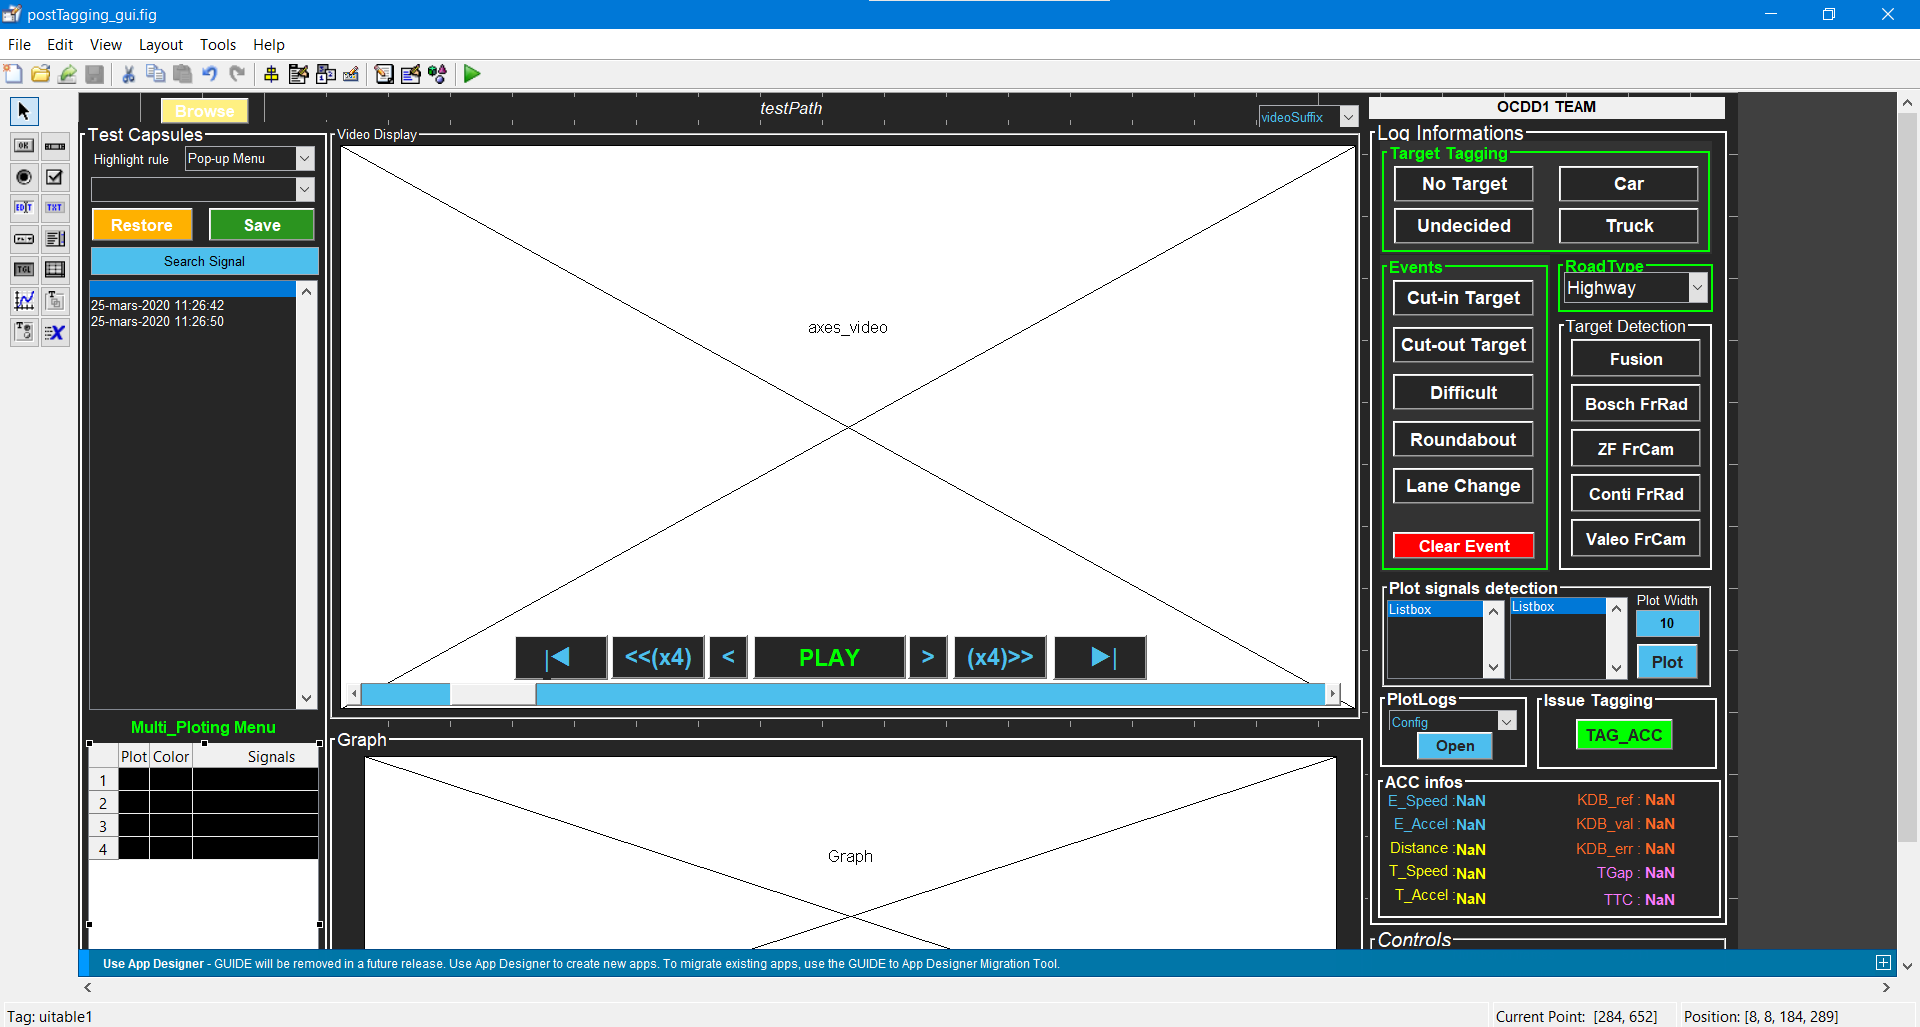 postTagging_gui.fig
File Edit View Layout Tools Help
Browse
testPath
videoSuffix
OCDD1 TEAM
Test Capsules
Highlight rule Pop-up Menu
Restore Save
Search Signal
25-mars-2020 11:26:42
25-mars-2020 11:26:50
Multi_Ploting Menu
Plot Color Signals
1
2
3
4
Video Display
axes_video
|◀ <<(x4) < PLAY > (x4)>> ▶|
Graph
Graph
Log Informations
Target Tagging
No Target Car
Undecided Truck
Events
Cut-in Target
Cut-out Target
Difficult
Roundabout
Lane Change
Clear Event
RoadType
Highway
Target Detection
Fusion
Bosch FrRad
ZF FrCam
Conti FrRad
Valeo FrCam
Plot signals detection
Listbox
Listbox
Plot Width
10
Plot
PlotLogs
Config
Open
Issue Tagging
TAG_ACC
ACC infos
E_Speed :NaN KDB_ref : NaN
E_Accel :NaN KDB_val : NaN
Distance :NaN KDB_err : NaN
T_Speed :NaN TGap : NaN
T_Accel :NaN TTC : NaN
Controls
Use App Designer - GUIDE will be removed in a future release. Use App Designer to create new apps. To migrate existing apps, use the GUIDE to App Designer Migration Tool.
Tag: uitable1
Current Point: [284, 652] Position: [8, 8, 184, 289]